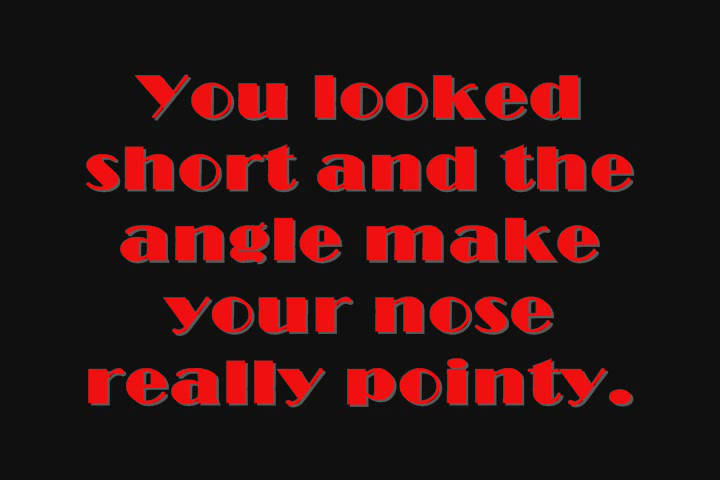 You looked
short and the
angle make
your nose
really pointy.